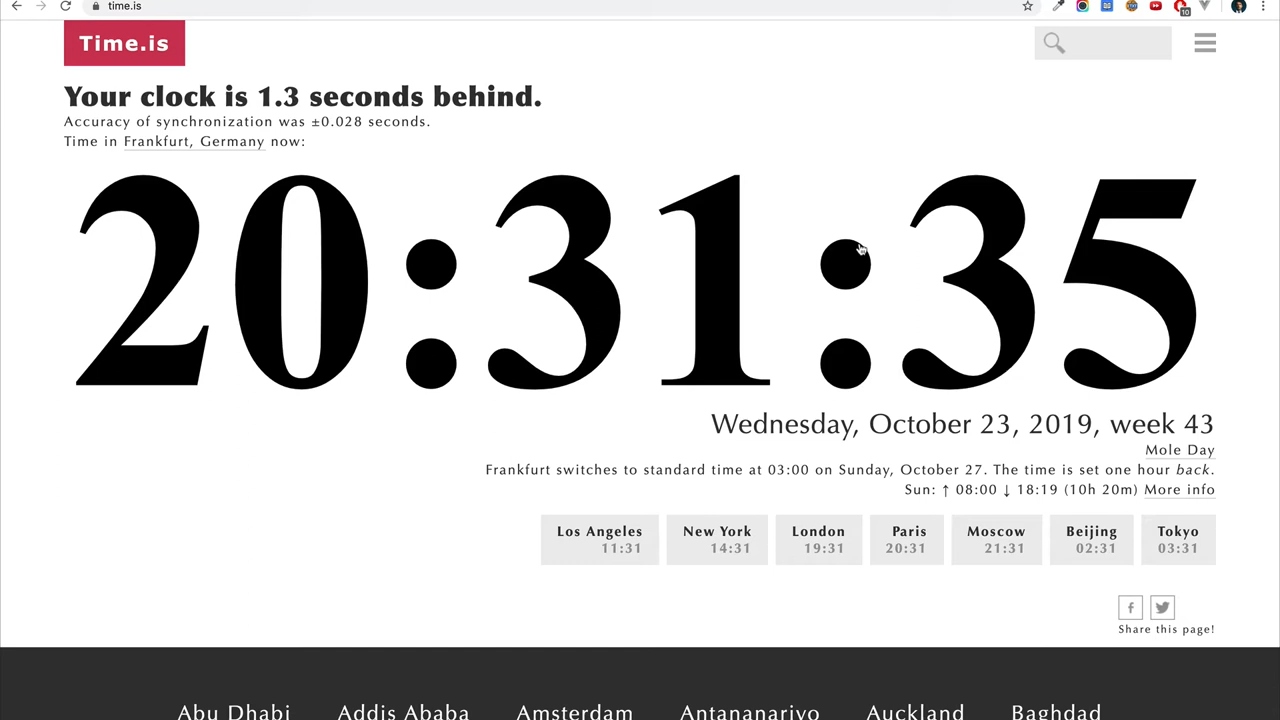 time.is
10
Time.is
Your clock is 1.3 seconds behind.
Accuracy of synchronization was ±0.028 seconds.
Time in Frankfurt, Germany now:
20:31:35
Wednesday, October 23, 2019, week 43
Mole Day
Frankfurt switches to standard time at 03:00 on Sunday, October 27. The time is set one hour back.
Sun: ↑ 08:00 ↓ 18:19 (10h 20m) More info
Los Angeles New York London Paris Moscow Beijing Tokyo
11:31 14:31 19:31 20:31 21:31 02:31 03:31
Share this page!
Abu Dhabi Addis Ababa Amsterdam Antananarivo Auckland Baghdad